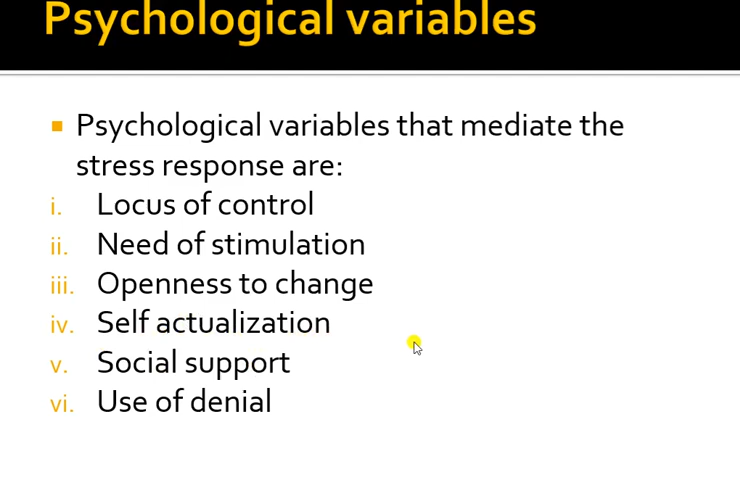 Psychological variables
Psychological variables that mediate the
stress response are:
i. Locus of control
ii. Need of stimulation
iii. Openness to change
iv. Self actualization
v. Social support
vi. Use of denial